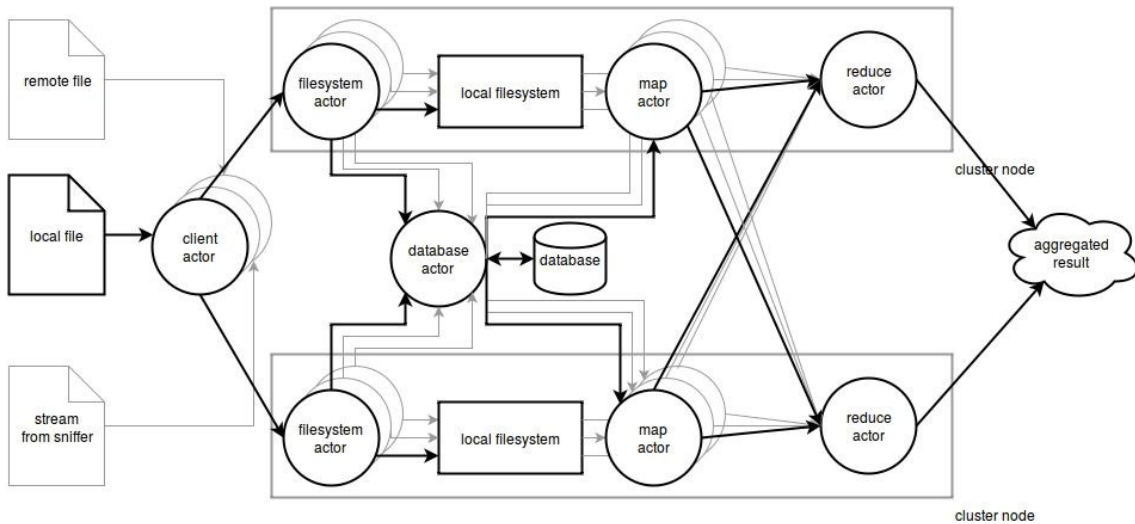 remote file
local file
stream
from sniffer
client
actor
filesystem
actor
local filesystem
map
actor
reduce
actor
cluster node
database
actor
database
aggregated
result
filesystem
actor
local filesystem
map
actor
reduce
actor
cluster node